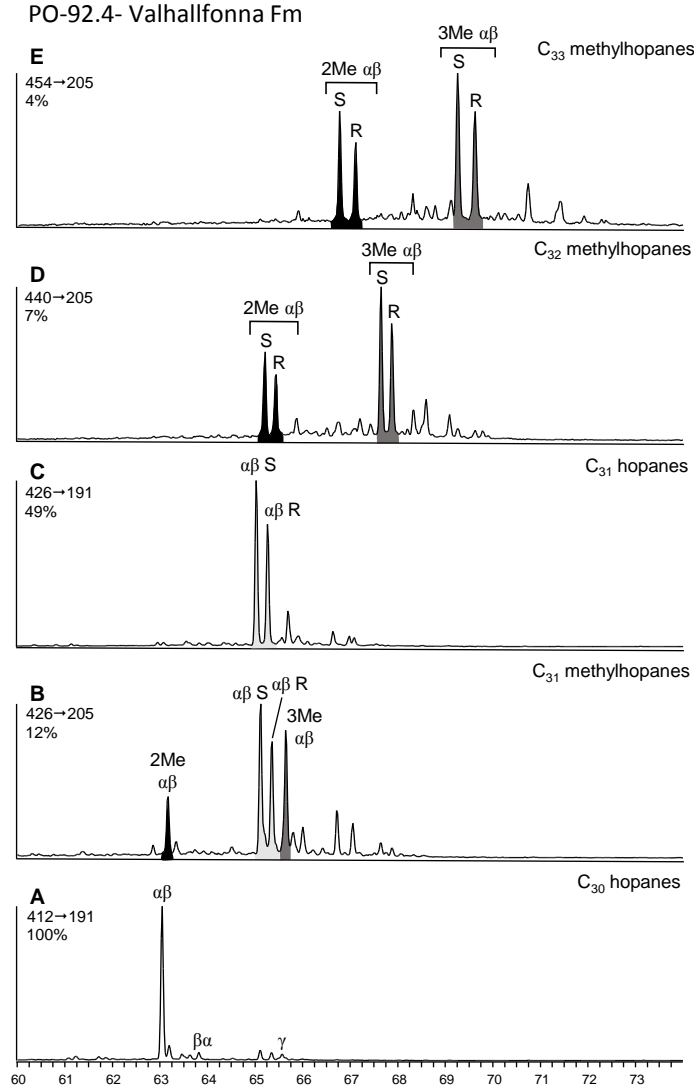 PO-92.4- Valhallfonna Fm
E
C33 methylhopanes
454→205
4%
2Me αβ
S
R
3Me αβ
S
R
D
C32 methylhopanes
440→205
7%
2Me αβ
S
R
3Me αβ
S
R
C
C31 hopanes
426→191
49%
αβ S
αβ R
B
C31 methylhopanes
426→205
12%
2Me
αβ
αβ S
αβ R
3Me
αβ
A
C30 hopanes
412→191
100%
αβ
βα
γ
60 61 62 63 64 65 66 67 68 69 70 71 72 73